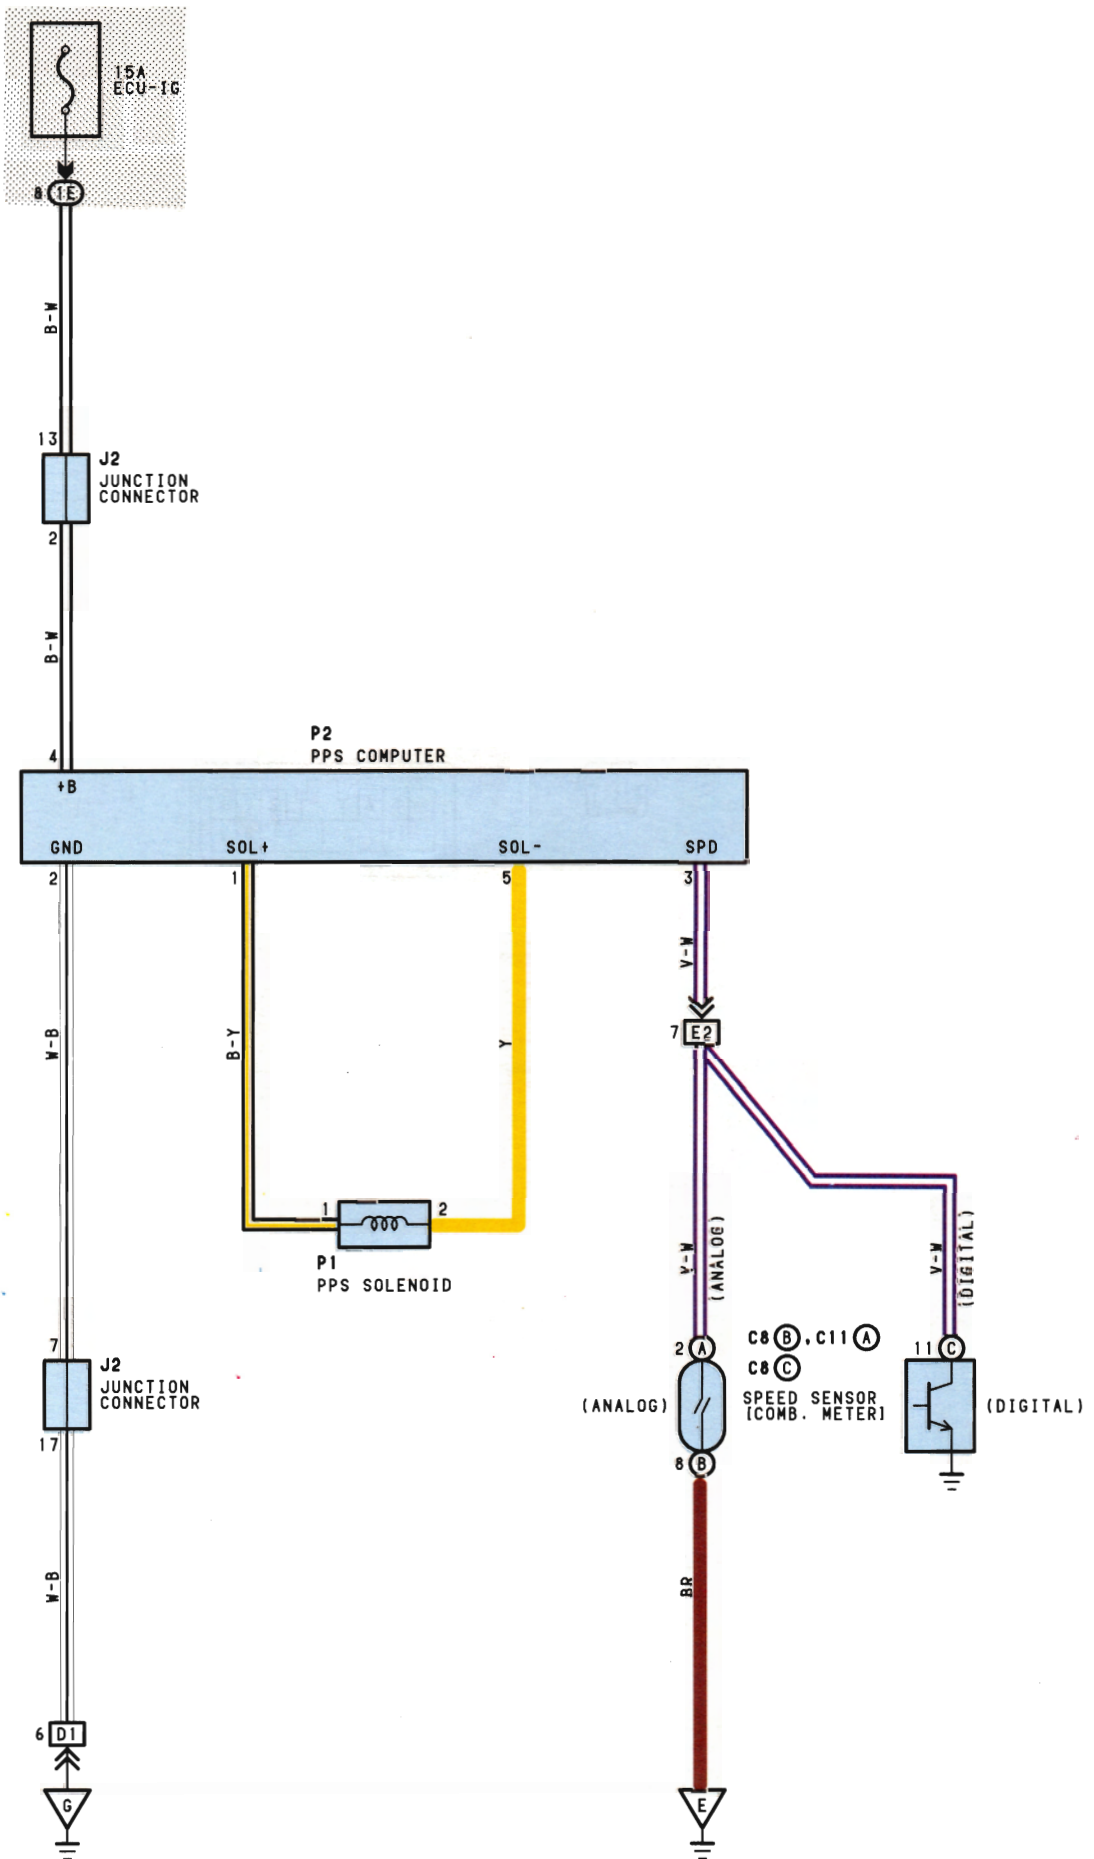 15A
ECU-IG
8 1E
B-W
13
J2
JUNCTION
CONNECTOR
2
B-W
P2
PPS COMPUTER
4
+B
GND SOL+ SOL- SPD
2 1 5 3
V-W
7 E2
W-B
B-Y
Y
1 2
P1
PPS SOLENOID
V-W
(ANALOG)
V-W
(DIGITAL)
7
J2
JUNCTION
CONNECTOR
17
2 A
C8 B, C11 A
C8 C
11 C
(ANALOG)
SPEED SENSOR
[COMB. METER]
(DIGITAL)
8 B
W-B
BR
6 D1
G
E